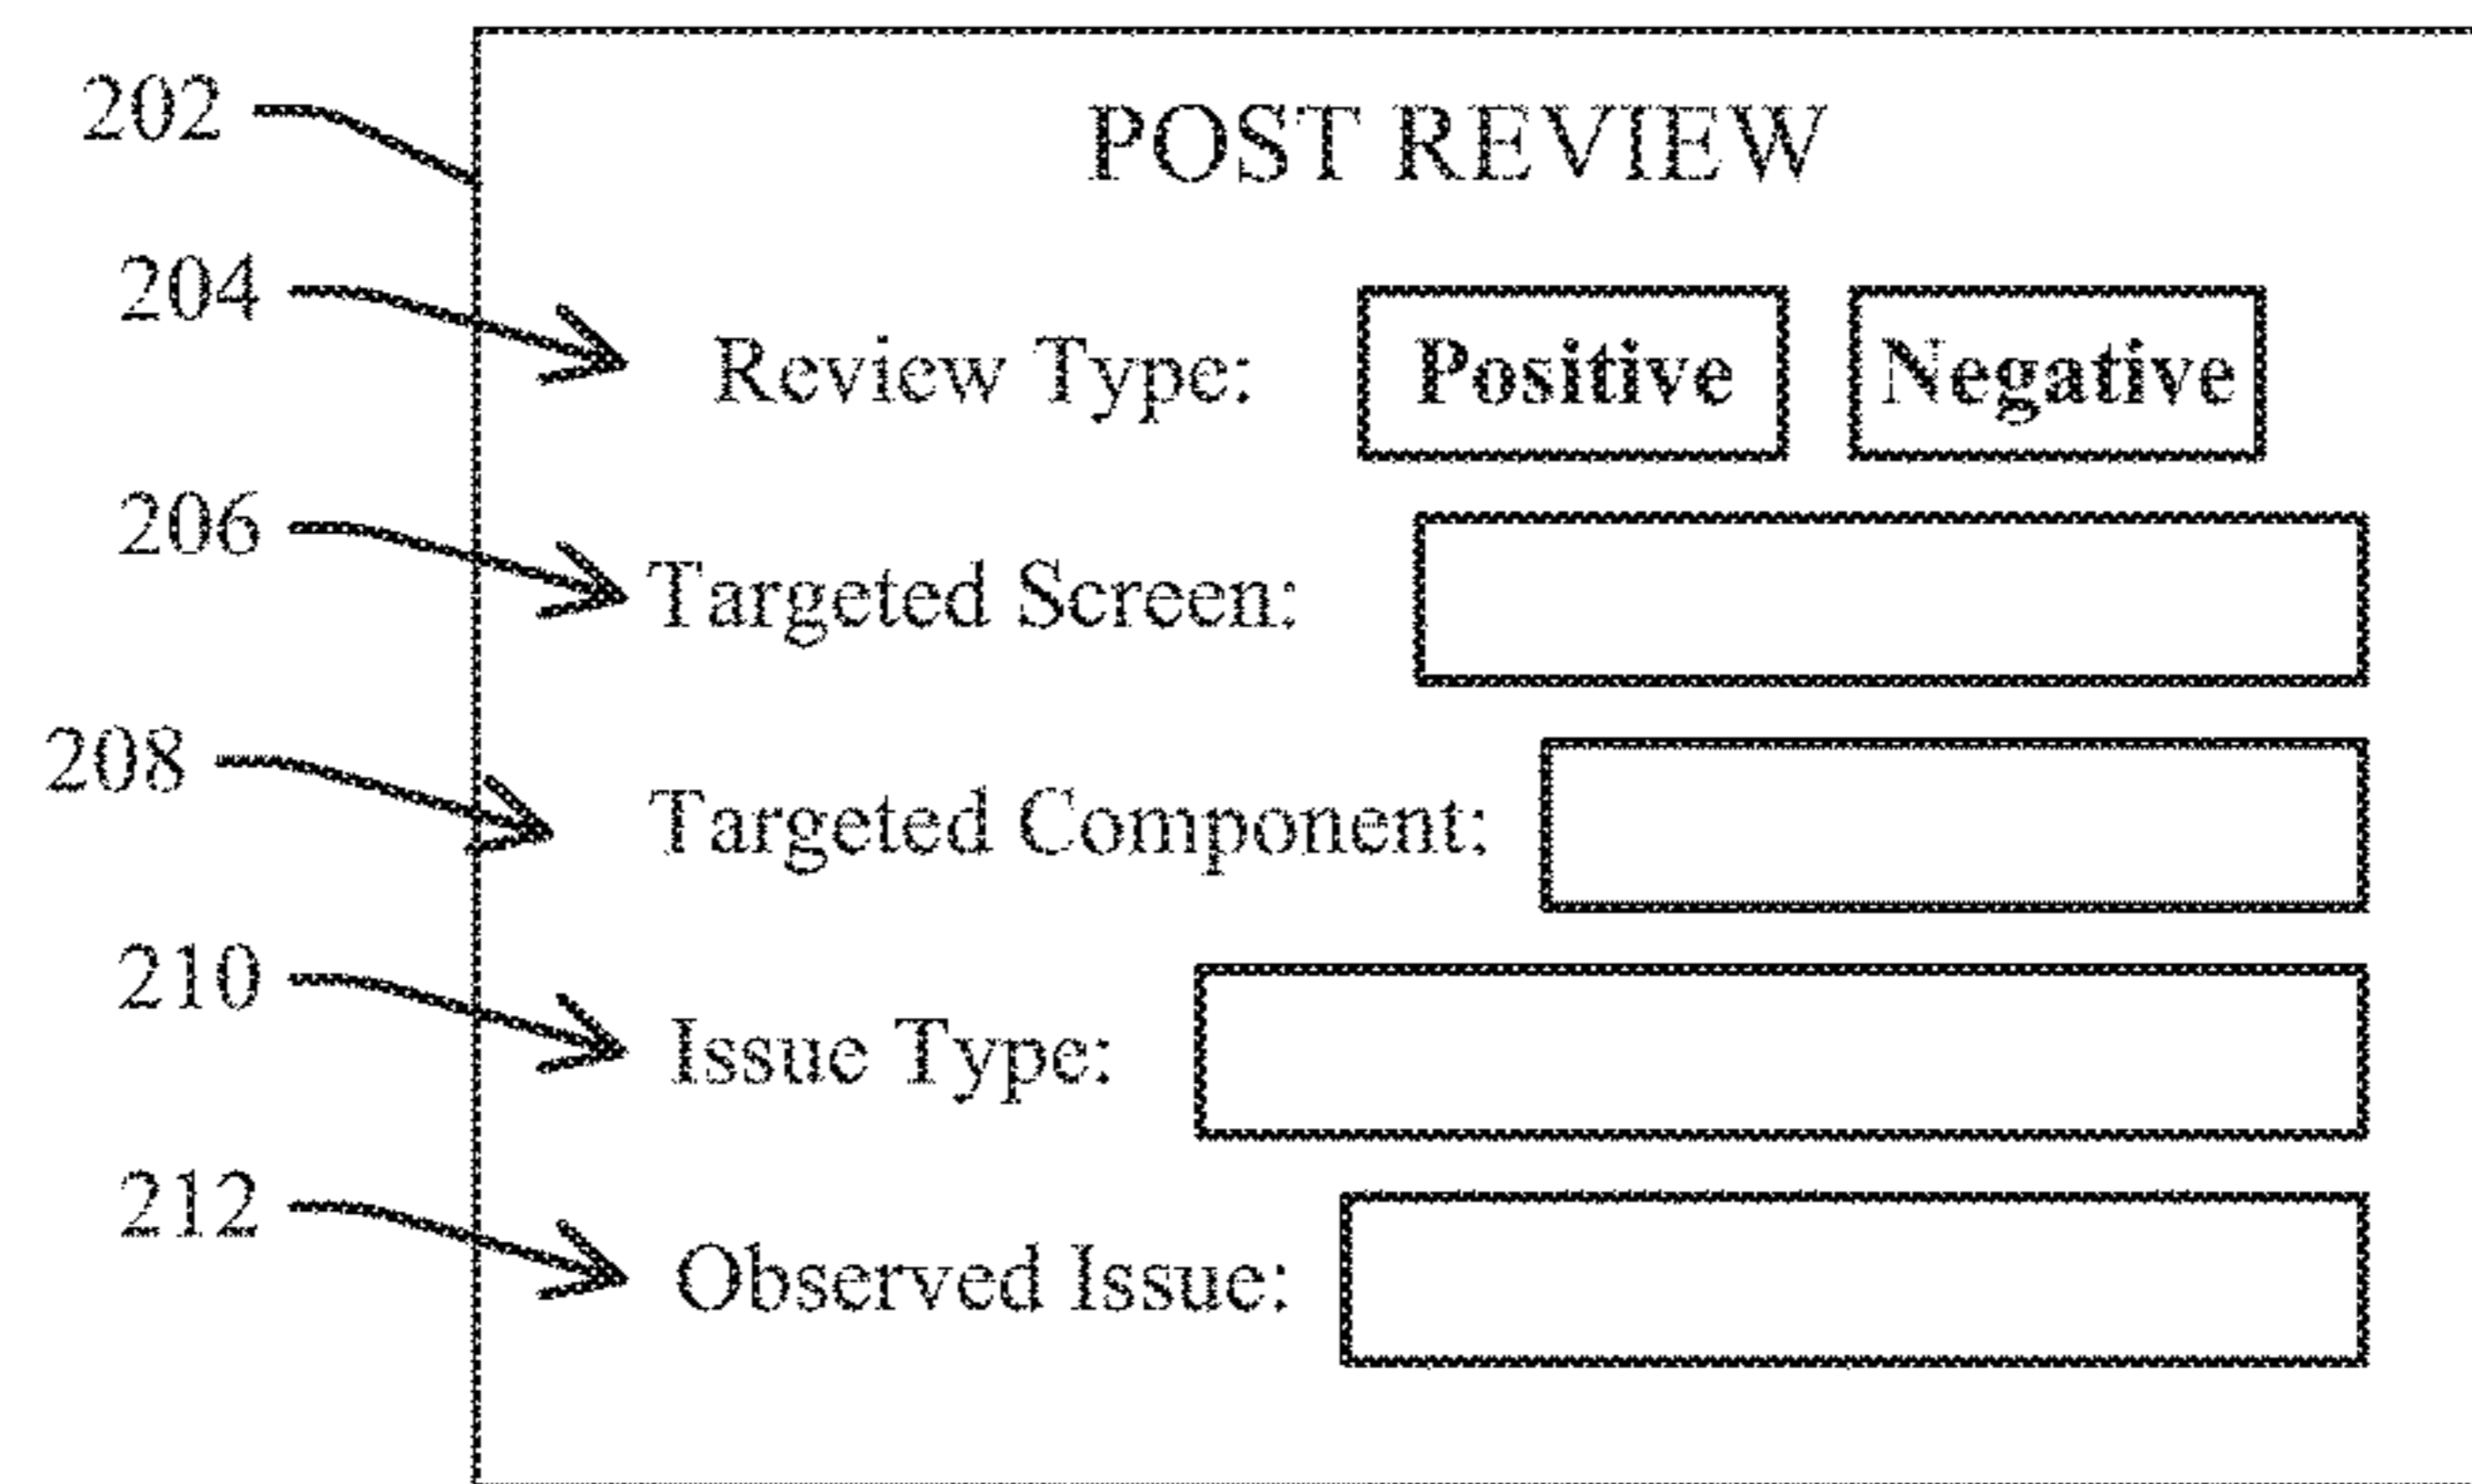 202
POST REVIEW
204
Review Type: Positive Negative
206
Targeted Screen:
208
Targeted Component:
210
Issue Type:
212
Observed Issue: